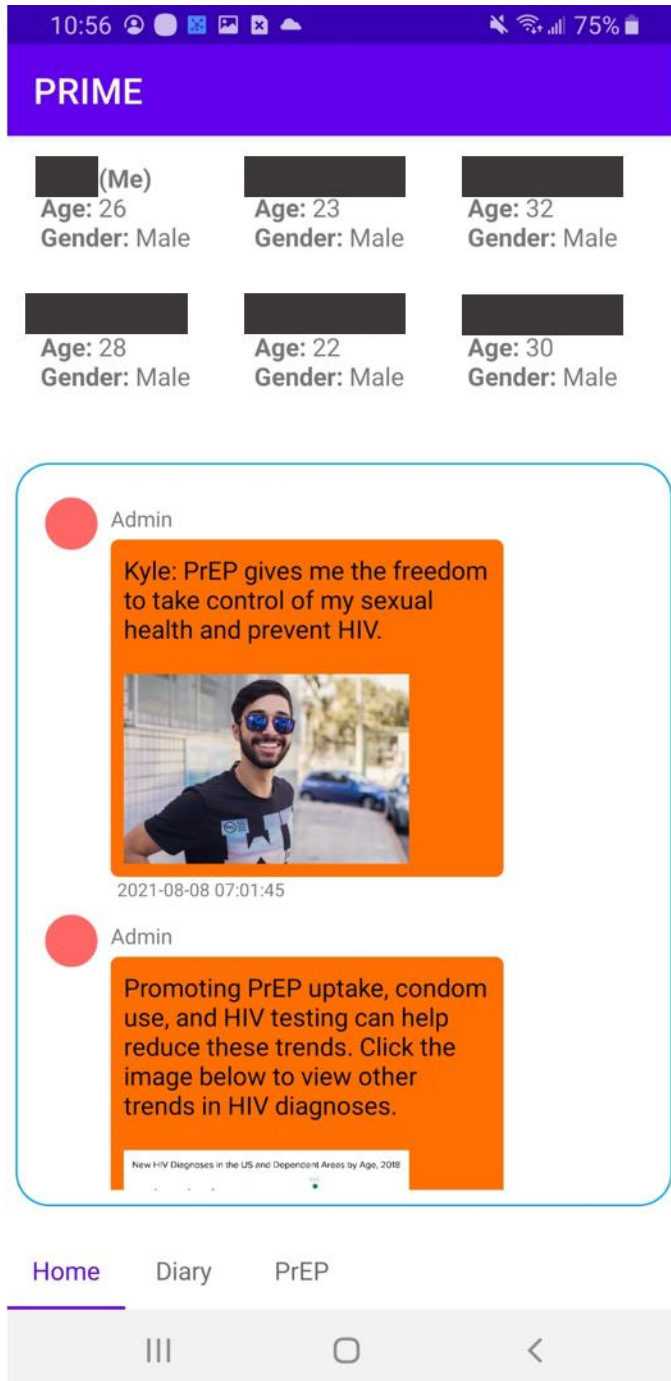 10:56 75%
PRIME
(Me)
Age: 26 Age: 23 Age: 32
Gender: Male Gender: Male Gender: Male
Age: 28 Age: 22 Age: 30
Gender: Male Gender: Male Gender: Male
Admin
Kyle: PrEP gives me the freedom
to take control of my sexual
health and prevent HIV.
2021-08-08 07:01:45
Admin
Promoting PrEP uptake, condom
use, and HIV testing can help
reduce these trends. Click the
image below to view other
trends in HIV diagnoses.
New HIV Diagnoses in the US and Dependent Areas by Age, 2018
Home Diary PrEP